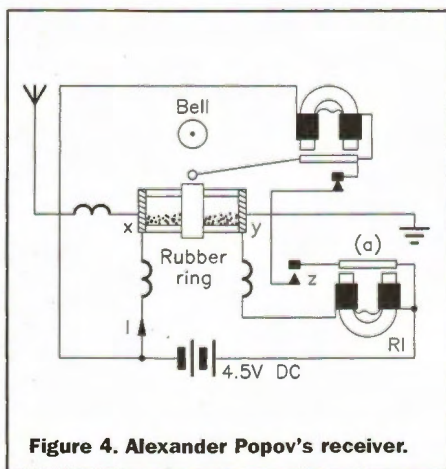 Bell
x
y
Rubber
ring
(a)
z
I
RI
4.5V DC
Figure 4. Alexander Popov's receiver.